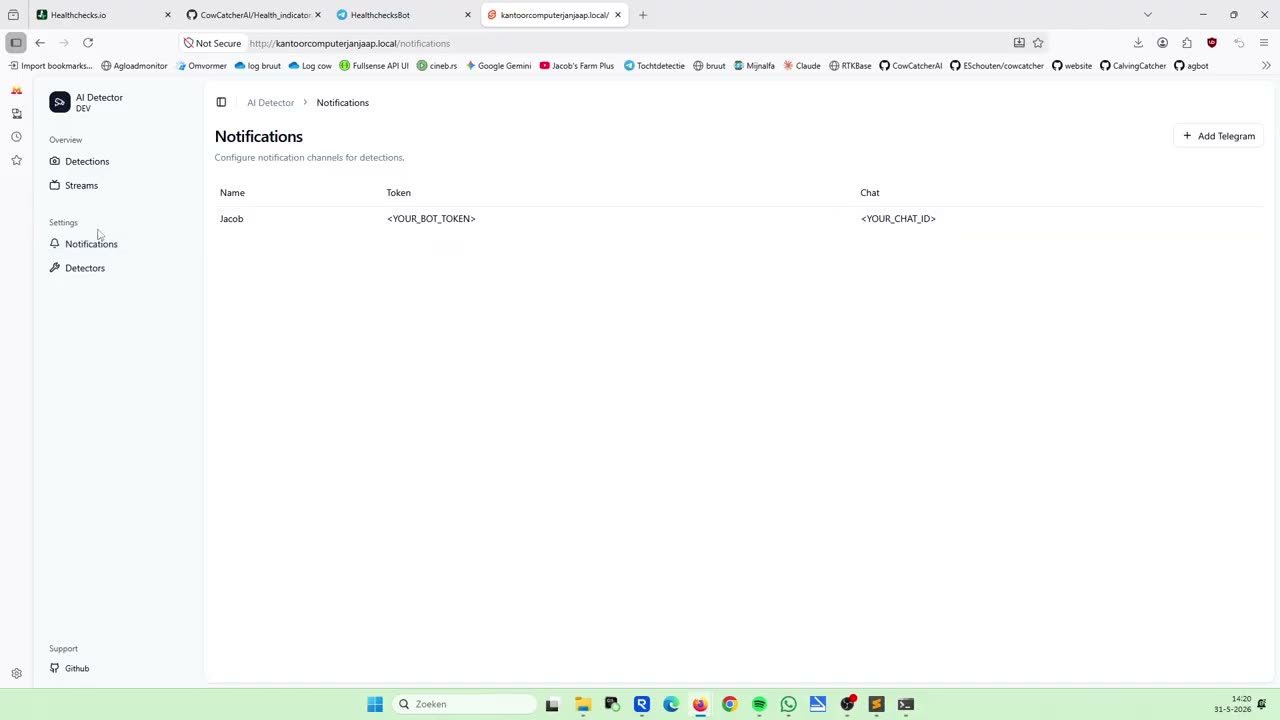 Healthchecks.io
CowCatcherAI/Health_indicator
HealthchecksBot
kantoorcomputerjanjaap.local/
Not Secure
http://kantoorcomputerjanjaap.local/notifications
Import bookmarks...
Agloadmonitor
Omvormer
log bruut
Log cow
Fullsense API UI
cineb.rs
Google Gemini
Jacob's Farm Plus
Tochtdetectie
bruut
Mijnalfa
Claude
RTKBase
CowCatcherAI
ESchouten/cowcatcher
website
CalvingCatcher
agbot
AI Detector
DEV
Overview
Detections
Streams
Settings
Notifications
Detectors
Support
Github
AI Detector > Notifications
Notifications
Configure notification channels for detections.
+ Add Telegram
Name Token Chat
Jacob <YOUR_BOT_TOKEN> <YOUR_CHAT_ID>
Zoeken
14:20
31-5-2026